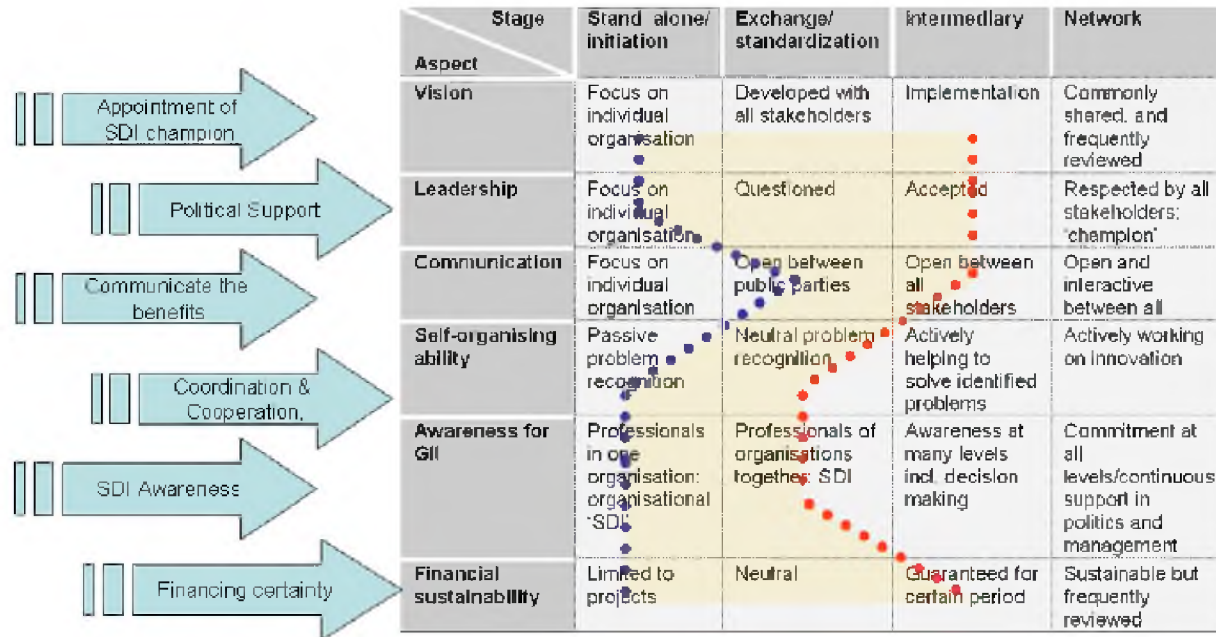 Stage
Aspect
Stand alone/
initiation
Exchange/
standardization
Intermediary
Network
Appointment of
SDI champion
Vision
Focus on
individual
organisation
Developed with
all stakeholders
Implementation
Commonly
shared, and
frequently
reviewed
Political Support
Leadership
Focus on
individual
organisation
Questioned
Accepted
Respected by all
stakeholders;
'champion'
Communicate the
benefits
Communication
Focus on
individual
organisation
Open between
public parties
Open between
all
stakeholders
Open and
interactive
between all
Coordination &
Cooperation,
Self-organising
ability
Passive
problem
recognition
Neutral problem
recognition
Actively
helping to
solve identified
problems
Actively working
on innovation
SDI Awareness
Awareness for
GII
Professionals
in one
organisation:
organisational
'SDI'
Professionals of
organisations
together: SDI
Awareness at
many levels
incl. decision
making
Commitment at
all
levels/continuous
support in
politics and
management
Financing certainty
Financial
sustainability
Limited to
projects
Neutral
Guaranteed for
certain period
Sustainable but
frequently
reviewed